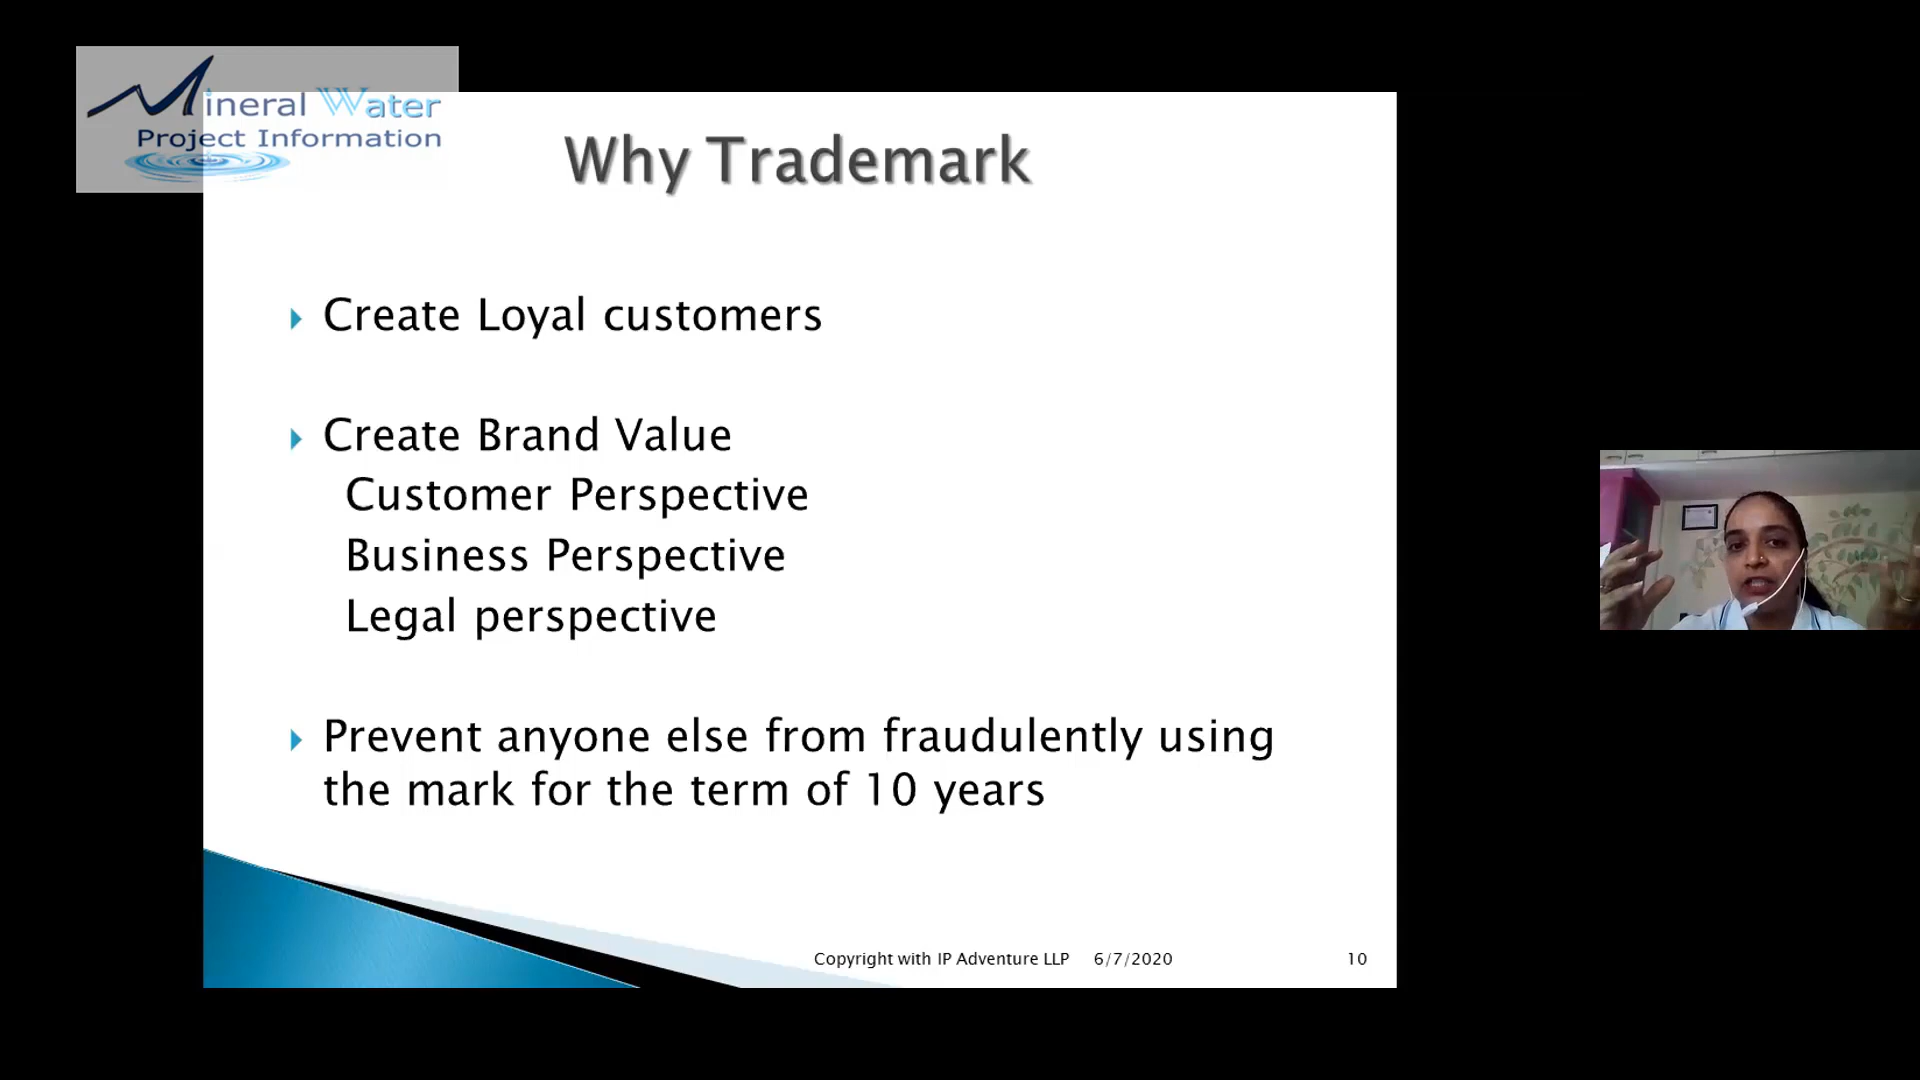 Mineral Water
Project Information
Why Trademark
Create Loyal customers
Create Brand Value
Customer Perspective
Business Perspective
Legal perspective
Prevent anyone else from fraudulently using
the mark for the term of 10 years
Copyright with IP Adventure LLP 6/7/2020 10